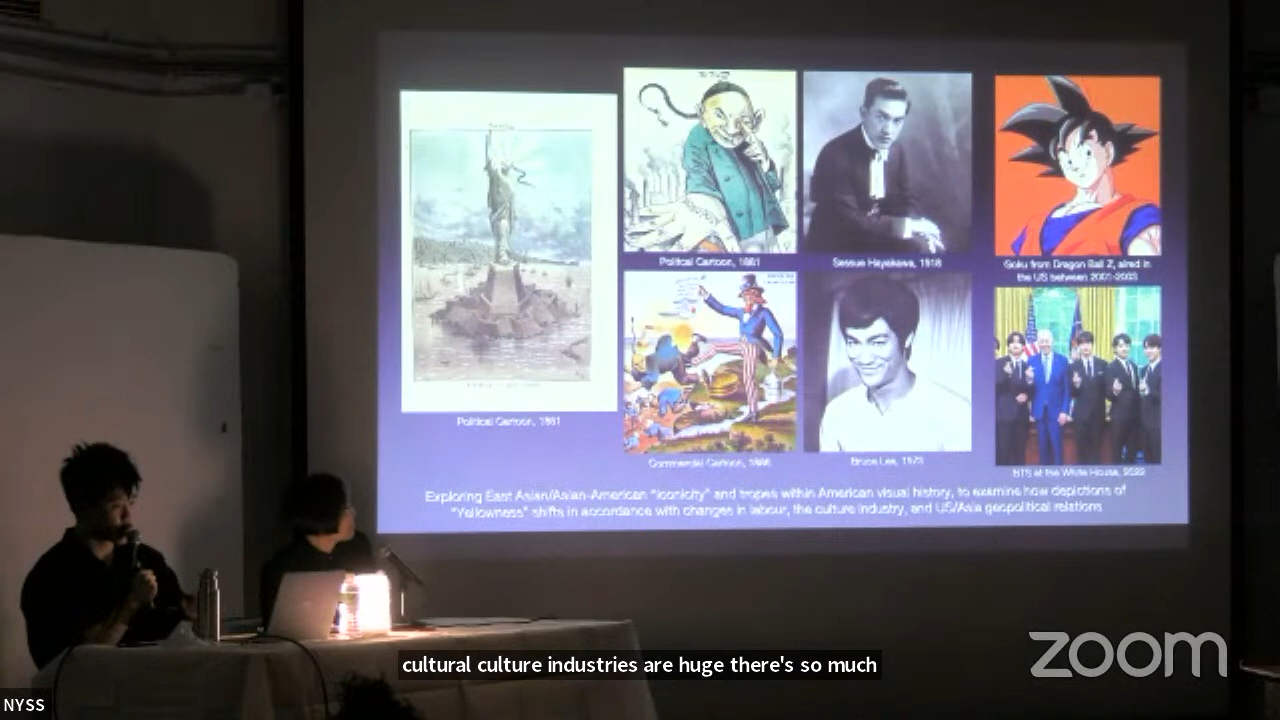 Political Cartoon, 1881
Political Cartoon, 1881
Sessue Hayakawa, 1918
Goku from Dragon Ball Z, aired in
the US between 2001-2003
Commercial Cartoon, 1886
Bruce Lee, 1973
BTS at the White House, 2022
Exploring East Asian/Asian-American "iconicity" and tropes within American visual history, to examine how depictions of
"Yellowness" shifts in accordance with changes in labour, the culture industry, and US/Asia geopolitical relations
cultural culture industries are huge there's so much
zoom
NYSS